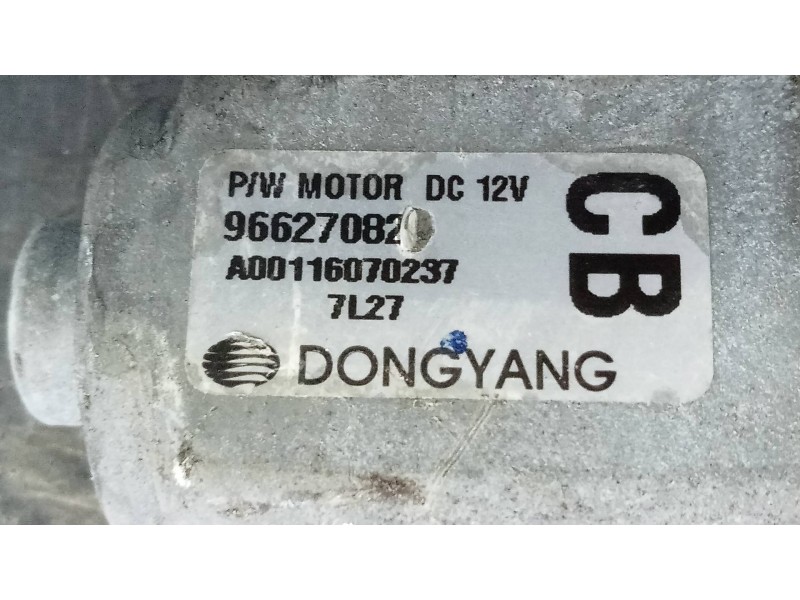 P/W MOTOR DC 12V
96627082
A00116070237
7L27
DONGYANG
CB